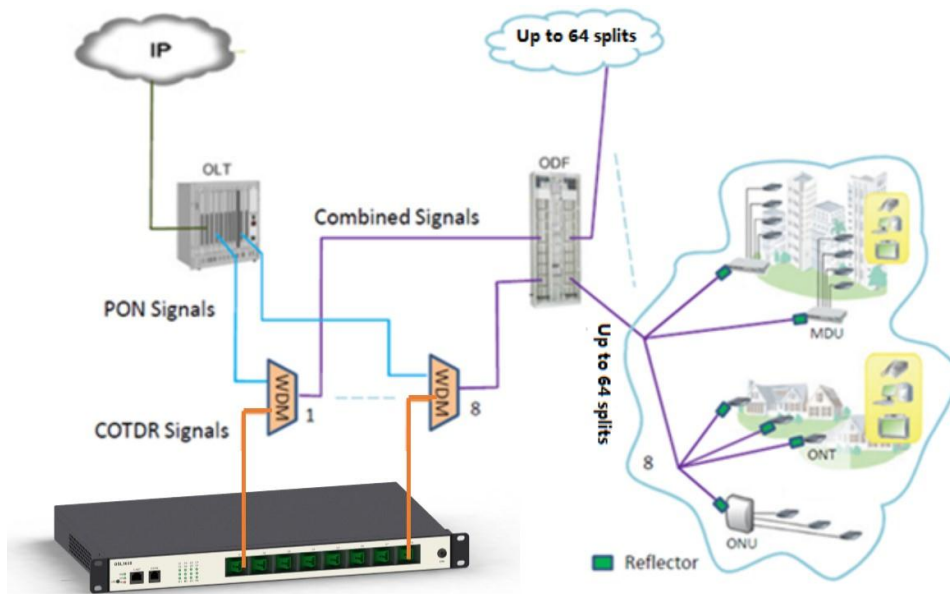 IP
Up to 64 splits
OLT
ODF
Combined Signals
PON Signals
MDU
Up to 64 splits
WDM
1
WDM
8
COTDR Signals
8
ONT
ONU
Reflector